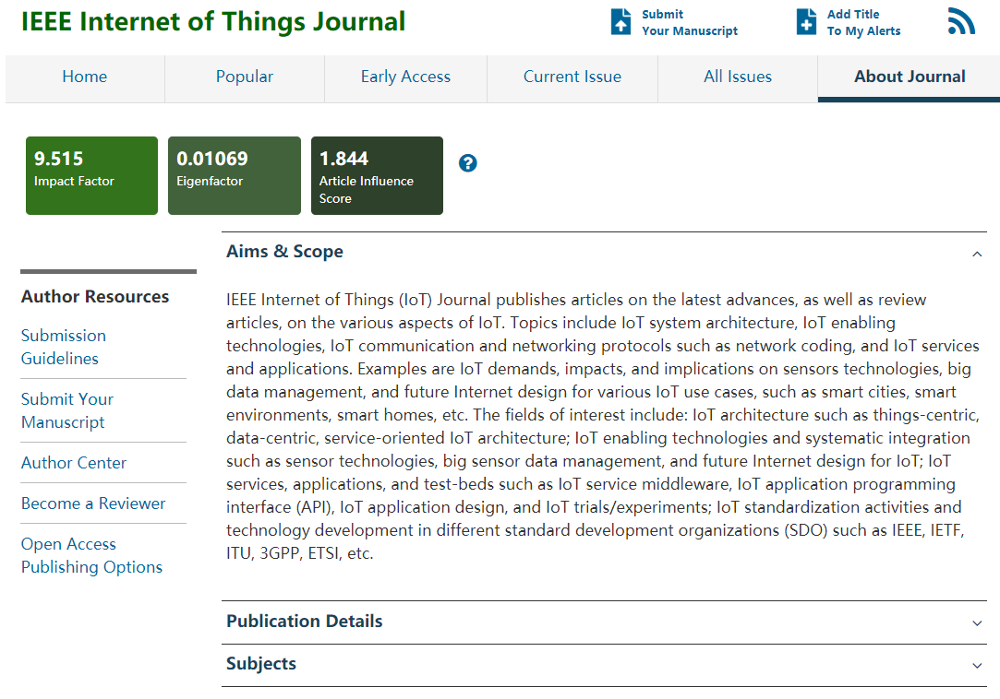 IEEE Internet of Things Journal
Submit
Your Manuscript
Add Title
To My Alerts
Home
Popular
Early Access
Current Issue
All Issues
About Journal
9.515
Impact Factor
0.01069
Eigenfactor
1.844
Article Influence
Score
?
Author Resources
Submission
Guidelines
Submit Your
Manuscript
Author Center
Become a Reviewer
Open Access
Publishing Options
Aims & Scope
IEEE Internet of Things (IoT) Journal publishes articles on the latest advances, as well as review
articles, on the various aspects of IoT. Topics include IoT system architecture, IoT enabling
technologies, IoT communication and networking protocols such as network coding, and IoT services
and applications. Examples are IoT demands, impacts, and implications on sensors technologies, big
data management, and future Internet design for various IoT use cases, such as smart cities, smart
environments, smart homes, etc. The fields of interest include: IoT architecture such as things-centric,
data-centric, service-oriented IoT architecture; IoT enabling technologies and systematic integration
such as sensor technologies, big sensor data management, and future Internet design for IoT; IoT
services, applications, and test-beds such as IoT service middleware, IoT application programming
interface (API), IoT application design, and IoT trials/experiments; IoT standardization activities and
technology development in different standard development organizations (SDO) such as IEEE, IETF,
ITU, 3GPP, ETSI, etc.
Publication Details
Subjects